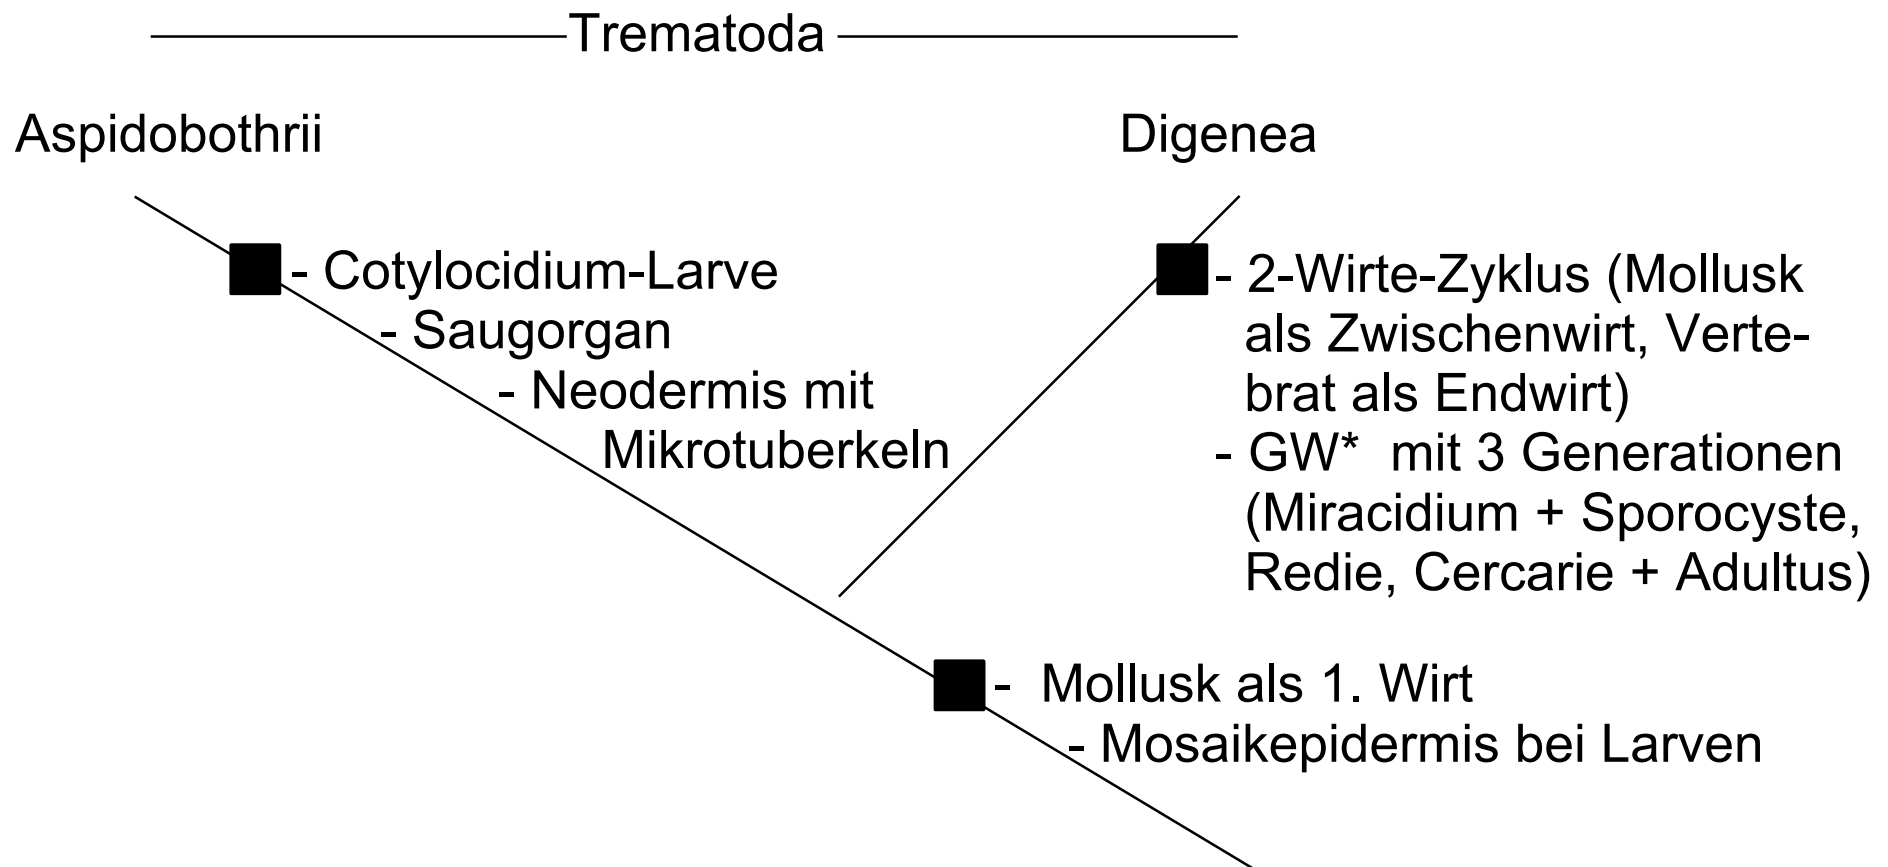 Trematoda
Aspidobothrii
Digenea
- Cotylocidium-Larve
- Saugorgan
- Neodermis mit
Mikrotuberkeln
- 2-Wirte-Zyklus (Mollusk
als Zwischenwirt, Verte-
brat als Endwirt)
- GW* mit 3 Generationen
(Miracidium + Sporocyste,
Redie, Cercarie + Adultus)
- Mollusk als 1. Wirt
- Mosaikepidermis bei Larven